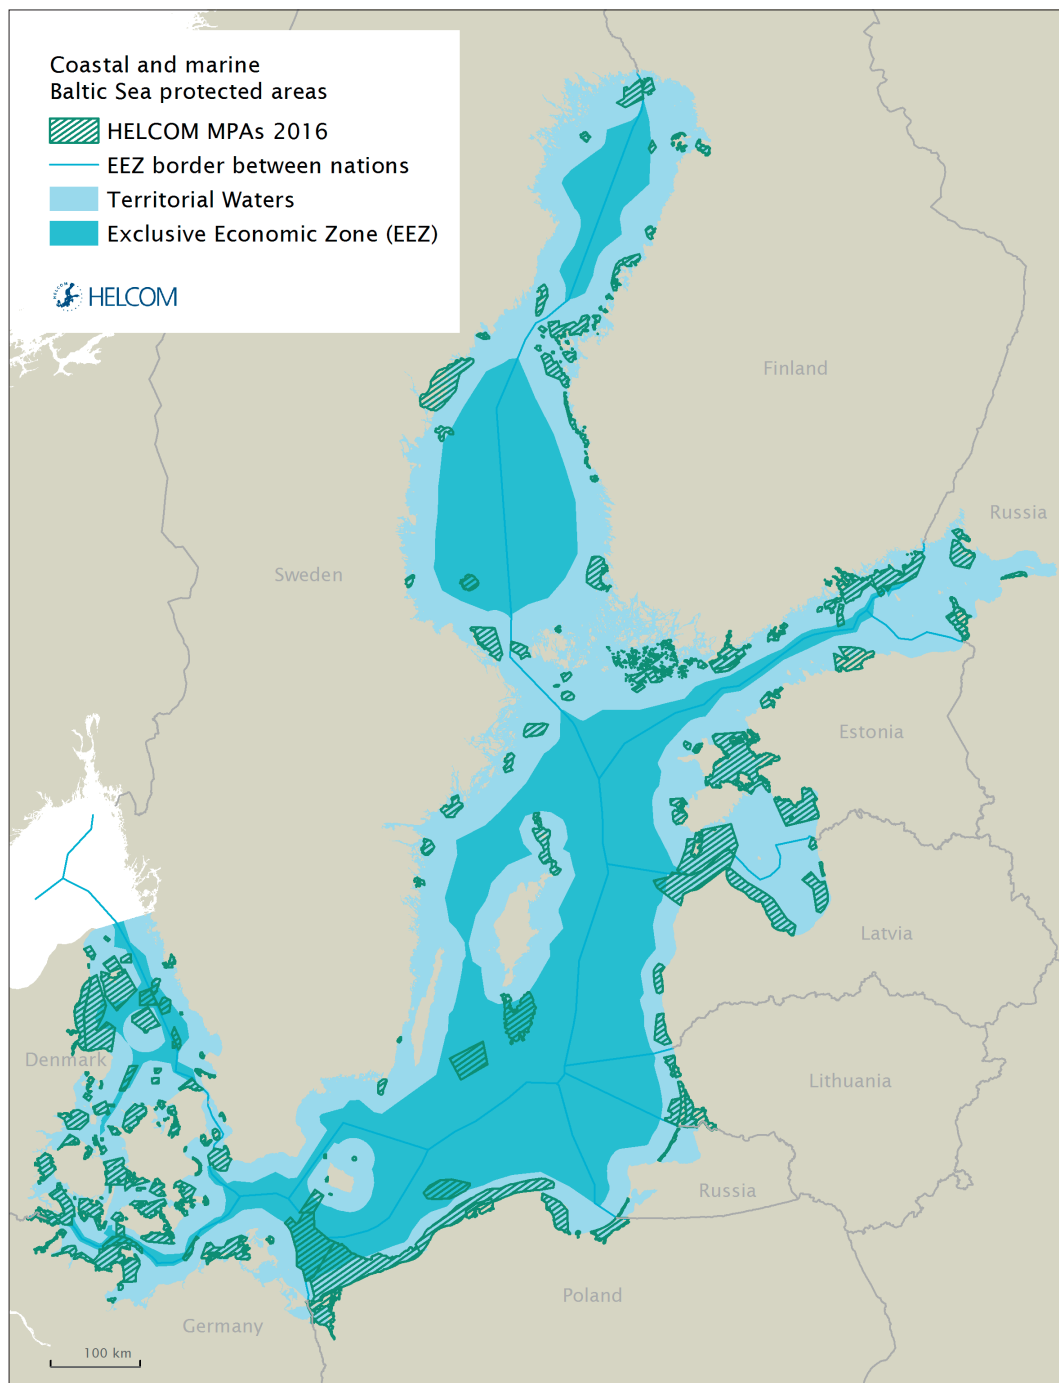 Coastal and marine
Baltic Sea protected areas
HELCOM MPAs 2016
EEZ border between nations
Territorial Waters
Exclusive Economic Zone (EEZ)
HELCOM
Finland
Russia
Sweden
Estonia
Latvia
Denmark
Lithuania
Russia
Poland
Germany
100 km